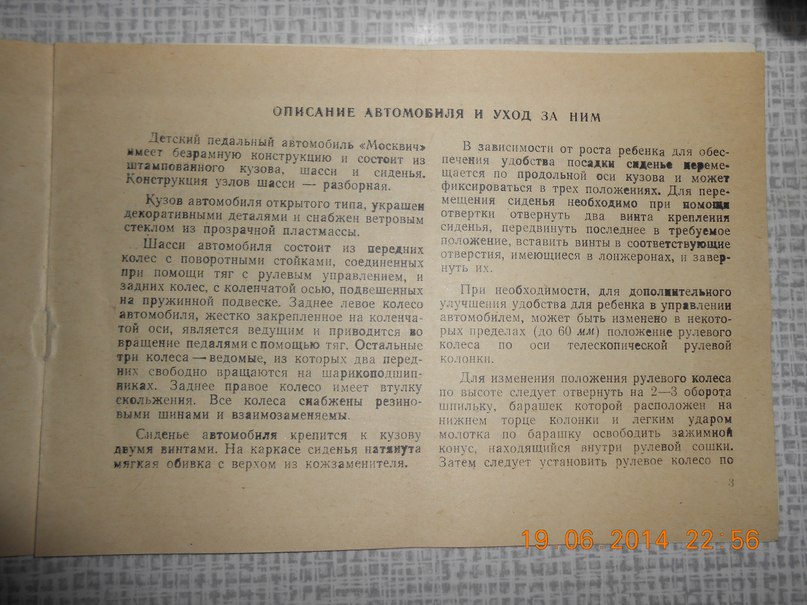 ОПИСАНИЕ АВТОМОБИЛЯ И УХОД ЗА НИМ
Детский педальный автомобиль «Москвич»
имеет безрамную конструкцию и состоит из
штампованного кузова, шасси и сиденья.
Конструкция узлов шасси — разборная.
Кузов автомобиля открытого типа, украшен
декоративными деталями и снабжен ветровым
стеклом из прозрачной пластмассы.
Шасси автомобиля состоит из передних
колес с поворотными стойками, соединенных
при помощи тяг с рулевым управлением, и
задних колес, с коленчатой осью, подвешенных
на пружинной подвеске. Заднее левое колесо
автомобиля, жестко закрепленное на коленча-
той оси, является ведущим и приводится во
вращение педалями с помощью тяг. Остальные
три колеса — ведомые, из которых два перед-
них свободно вращаются на шарикоподшип-
никах. Заднее правое колесо имеет втулку
скольжения. Все колеса снабжены резино-
выми шинами и взаимозаменяемы.
Сиденье автомобиля крепится к кузову
двумя винтами. На каркасе сиденья натянута
мягкая обивка с верхом из кожзаменителя.
В зависимости от роста ребенка для обес-
печения удобства посадки сиденье переме-
щается по продольной оси кузова и может
фиксироваться в трех положениях. Для пере-
мещения сиденья необходимо при помощи
отвертки отвернуть два винта крепления
сиденья, передвинуть последнее в требуемое
положение, вставить винты в соответствующие
отверстия, имеющиеся в лонжеронах, и завер-
нуть их.
При необходимости, для дополнительного
улучшения удобства для ребенка в управлении
автомобилем, может быть изменено в некото-
рых пределах (до 60 мм) положение рулевого
колеса по оси телескопической рулевой
колонки.
Для изменения положения рулевого колеса
по высоте следует отвернуть на 2—3 оборота
шпильку, барашек которой расположен на
нижнем торце колонки и легким ударом
молотка по барашку освободить зажимной
конус, находящийся внутри рулевой сошки.
Затем следует установить рулевое колесо по
3
19.06.2014 22:56